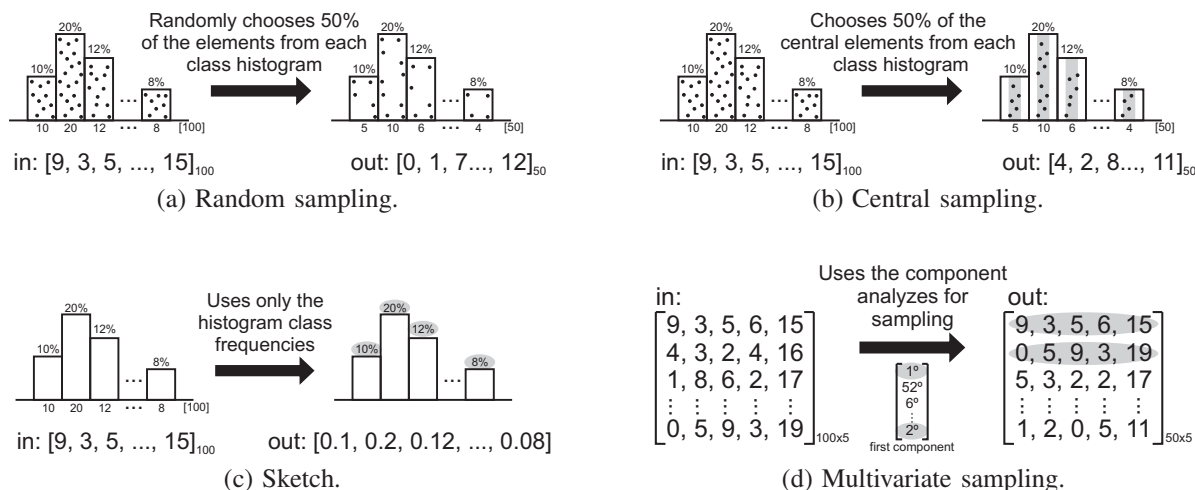 Randomly chooses 50%
of the elements from each
class histogram
10%
20%
12%
...
8%
10 20 12 ... 8 [100]
10%
20%
12%
...
8%
5 10 6 ... 4 [50]
in: [9, 3, 5, ..., 15]100
out: [0, 1, 7..., 12]50
(a) Random sampling.
Chooses 50% of the
central elements from each
class histogram
10%
20%
12%
...
8%
10 20 12 ... 8 [100]
10%
20%
12%
...
8%
5 10 6 ... 4 [50]
in: [9, 3, 5, ..., 15]100
out: [4, 2, 8..., 11]50
(b) Central sampling.
Uses only the
histogram class
frequencies
10%
20%
12%
...
8%
10 20 12 ... 8 [100]
10%
20%
12%
...
8%
in: [9, 3, 5, ..., 15]100
out: [0.1, 0.2, 0.12, ..., 0.08]
(c) Sketch.
Uses the component
analyzes for
sampling
in:
9, 3, 5, 6, 15
4, 3, 2, 4, 16
1, 8, 6, 2, 17
⋮ ⋮ ⋮ ⋮ ⋮
0, 5, 9, 3, 19
100x5
1º
52º
6º
⋮
2º
first component
out:
9, 3, 5, 6, 15
0, 5, 9, 3, 19
5, 3, 2, 2, 17
⋮ ⋮ ⋮ ⋮ ⋮
1, 2, 0, 5, 11
50x5
(d) Multivariate sampling.